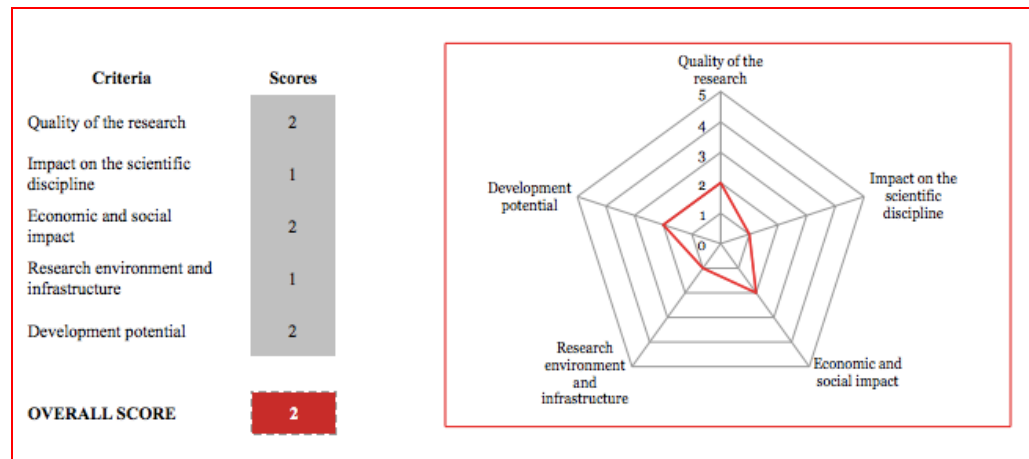 Criteria Scores
Quality of the research 2
Impact on the scientific
discipline 1
Economic and social
impact 2
Research environment and
infrastructure 1
Development potential 2
OVERALL SCORE 2
Quality of the
research
5
4
3
2
1
0
Impact on the
scientific
discipline
Economic and
social impact
Research
environment
and
infrastructure
Development
potential